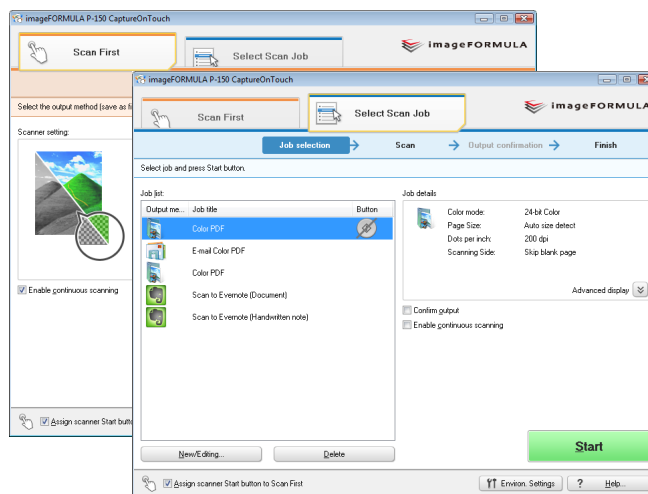 imageFORMULA P-150 CaptureOnTouch
Scan First
Select Scan Job
imageFORMULA
Select the output method (save as
Scanner setting:
Enable continuous scanning
Assign scanner Start
imageFORMULA P-150 CaptureOnTouch
Scan First
Select Scan Job
imageFORMULA
Job selection
Scan
Output confirmation
Finish
Select job and press Start button.
Job list:
Output me... Job title Button
Color PDF
E-mail Color PDF
Color PDF
Scan to Evernote (Document)
Scan to Evernote (Handwritten note)
New/Editing...
Delete
Job details
Color mode: 24-bit Color
Page Size: Auto size detect
Dots per inch: 200 dpi
Scanning Side: Skip blank page
Advanced display
Confirm output
Enable continuous scanning
Start
Assign scanner Start button to Scan First
Environ. Settings
? Help...